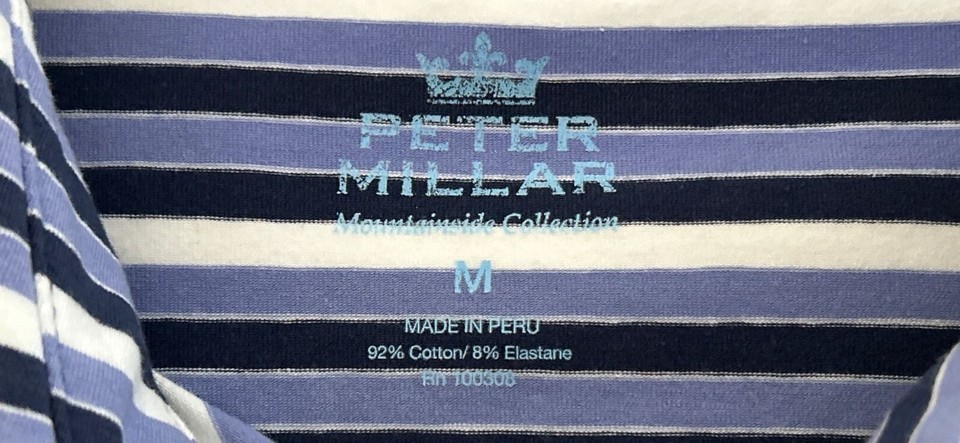 PETER
MILLAR
Mountainside Collection
M
MADE IN PERU
92% Cotton/ 8% Elastane
Rn 100308